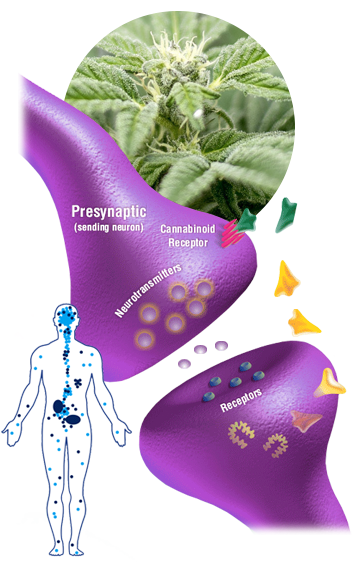 Presynaptic
(sending neuron)
Cannabinoid
Receptor
Neurotransmitters
Receptors